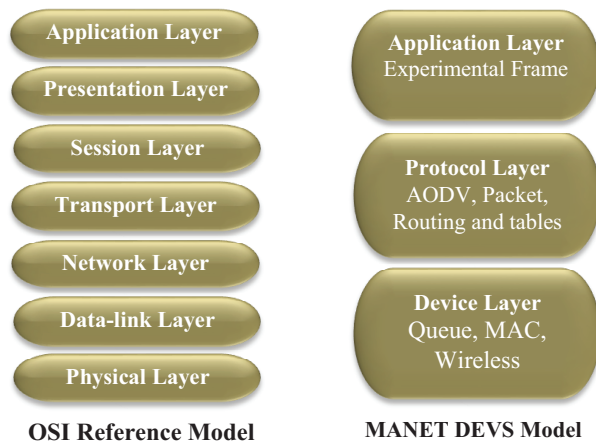 Application Layer
Presentation Layer
Session Layer
Transport Layer
Network Layer
Data-link Layer
Physical Layer
OSI Reference Model
Application Layer
Experimental Frame
Protocol Layer
AODV, Packet,
Routing and tables
Device Layer
Queue, MAC,
Wireless
MANET DEVS Model